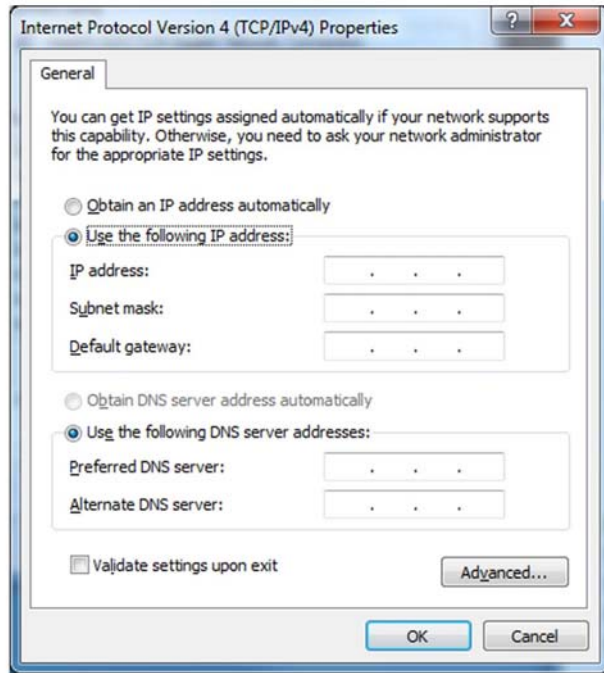 Internet Protocol Version 4 (TCP/IPv4) Properties
General
You can get IP settings assigned automatically if your network supports
this capability. Otherwise, you need to ask your network administrator
for the appropriate IP settings.
Obtain an IP address automatically
Use the following IP address:
IP address:
. . .
Subnet mask:
. . .
Default gateway:
. . .
Obtain DNS server address automatically
Use the following DNS server addresses:
Preferred DNS server:
. . .
Alternate DNS server:
. . .
Validate settings upon exit
Advanced...
OK
Cancel